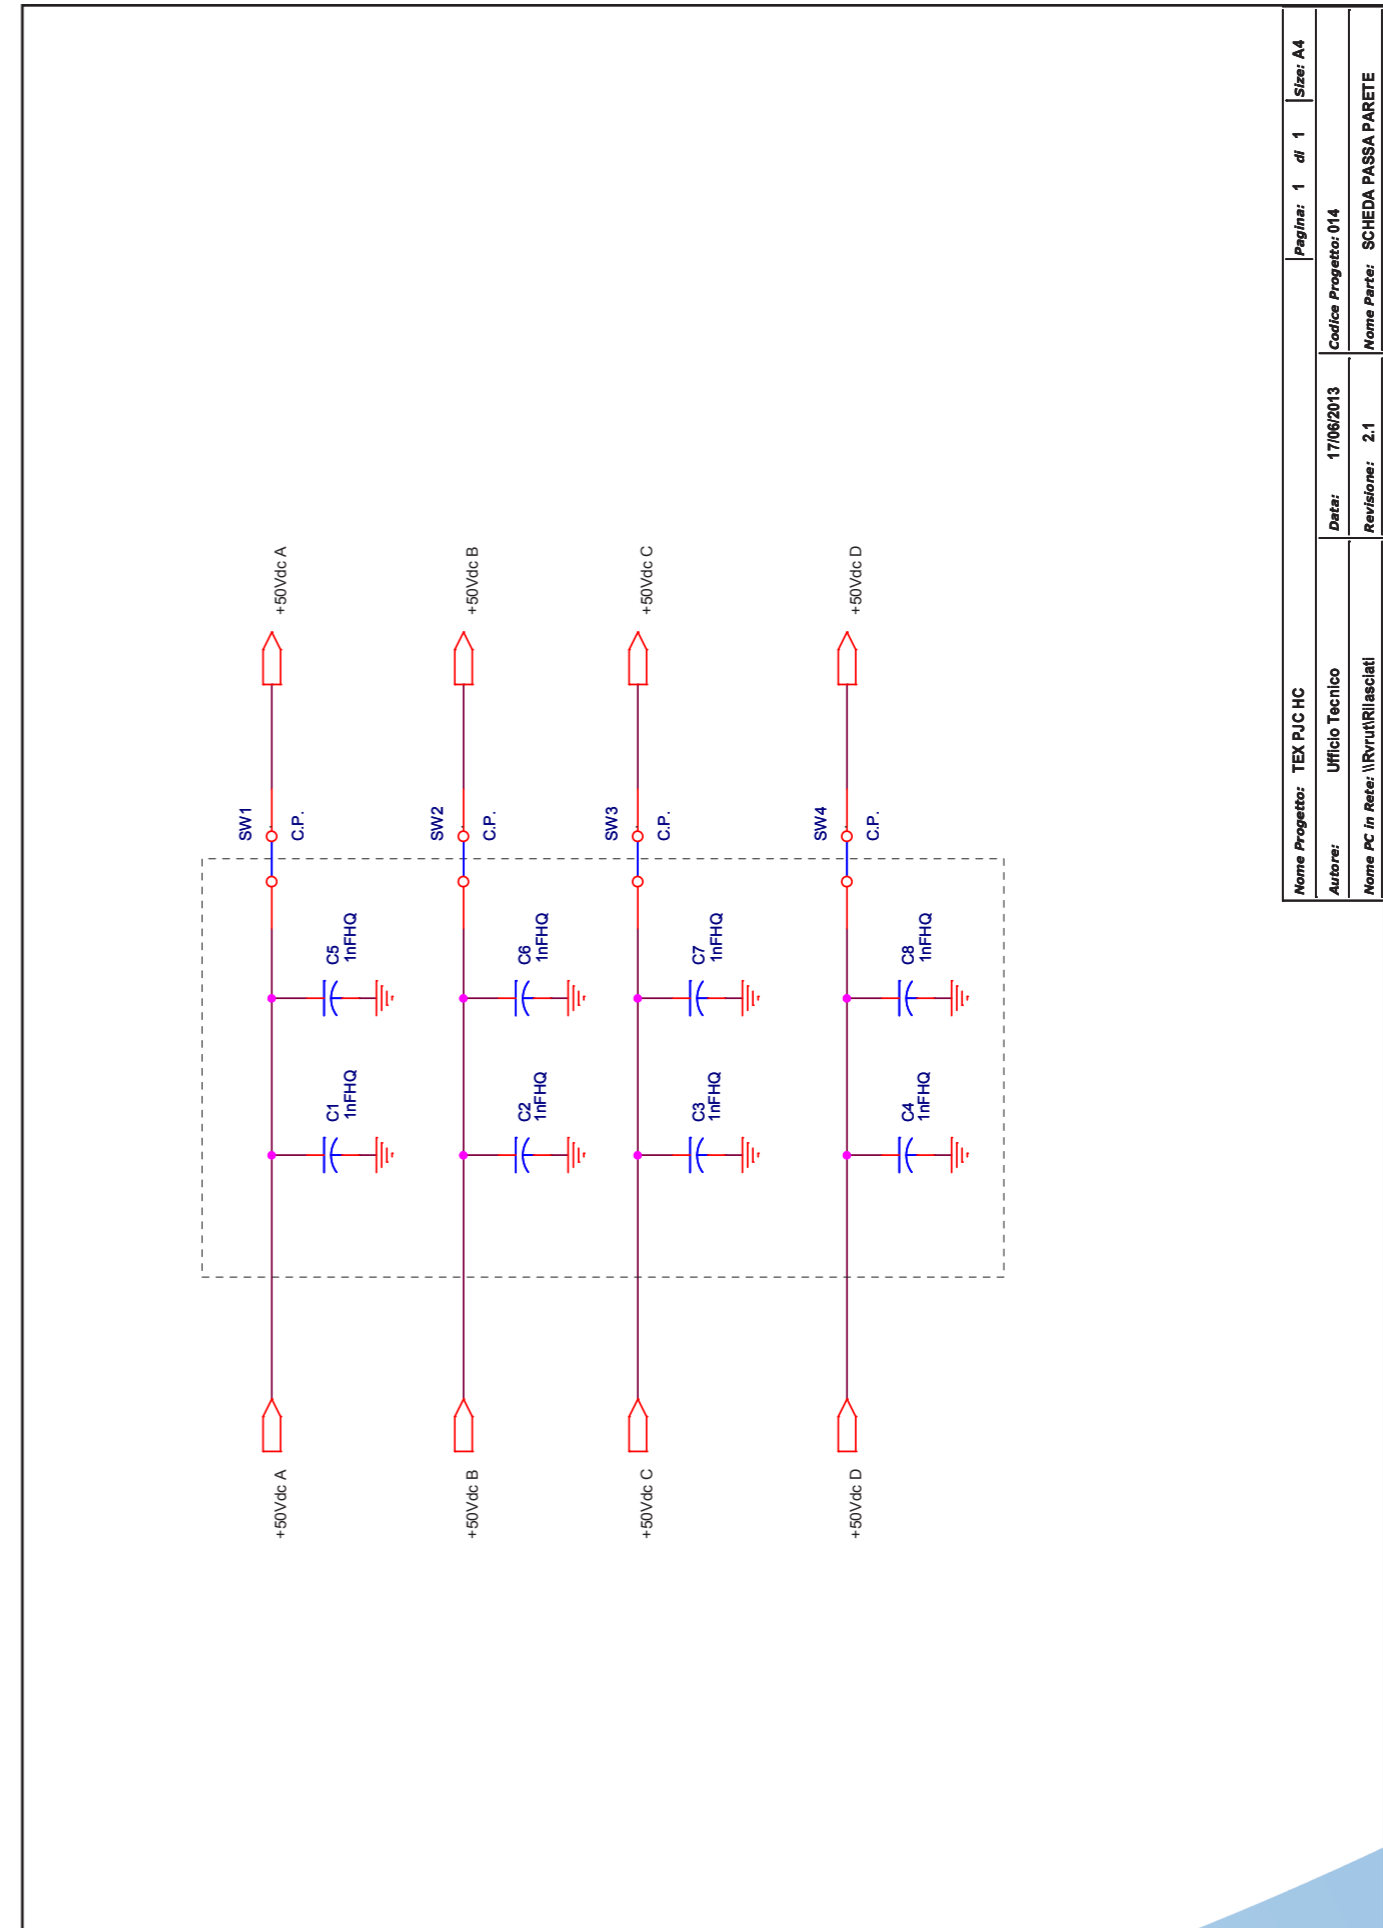 +50Vdc A
SW1
C.P.
C5
1nFHQ
C1
1nFHQ
+50Vdc A
+50Vdc B
SW2
C.P.
C6
1nFHQ
C2
1nFHQ
+50Vdc B
+50Vdc C
SW3
C.P.
C7
1nFHQ
C3
1nFHQ
+50Vdc C
+50Vdc D
SW4
C.P.
C8
1nFHQ
C4
1nFHQ
+50Vdc D
Nome Progetto: TEX PJC HC Pagina: 1 di 1 Size: A4
Autore: Ufficio Tecnico Data: 17/06/2013 Codice Progetto: 014
Nome PC in Rete: \\Rvrut\Rilasciati Revisione: 2.1 Nome Parte: SCHEDA PASSA PARETE